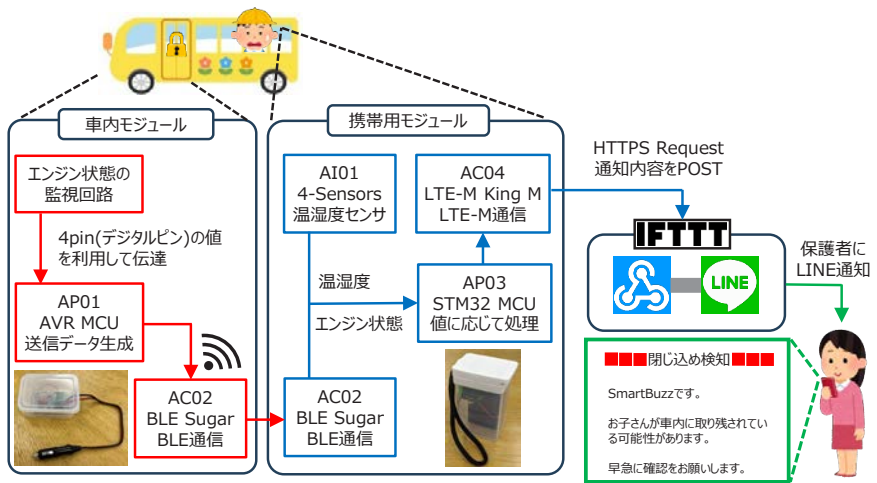 車内モジュール
エンジン状態の
監視回路
4pin(デジタルピン)の値
を利用して伝達
AP01
AVR MCU
送信データ生成
AC02
BLE Sugar
BLE通信
携帯用モジュール
AI01
4-Sensors
温湿度センサ
AC04
LTE-M King M
LTE-M通信
温湿度
エンジン状態
AP03
STM32 MCU
値に応じて処理
AC02
BLE Sugar
BLE通信
HTTPS Request
通知内容をPOST
IFTTT
LINE
保護者に
LINE通知
■■■閉じ込め検知■■■
SmartBuzzです。
お子さんが車内に取り残されてい
る可能性があります。
早急に確認をお願いします。